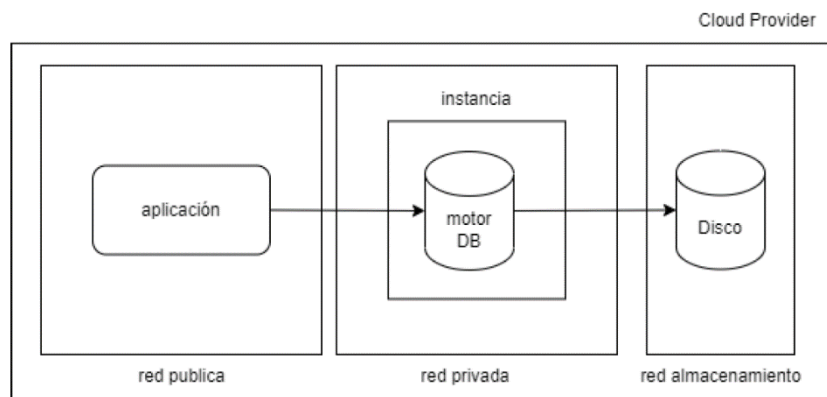 Cloud Provider
instancia
aplicación
motor
DB
Disco
red publica
red privada
red almacenamiento